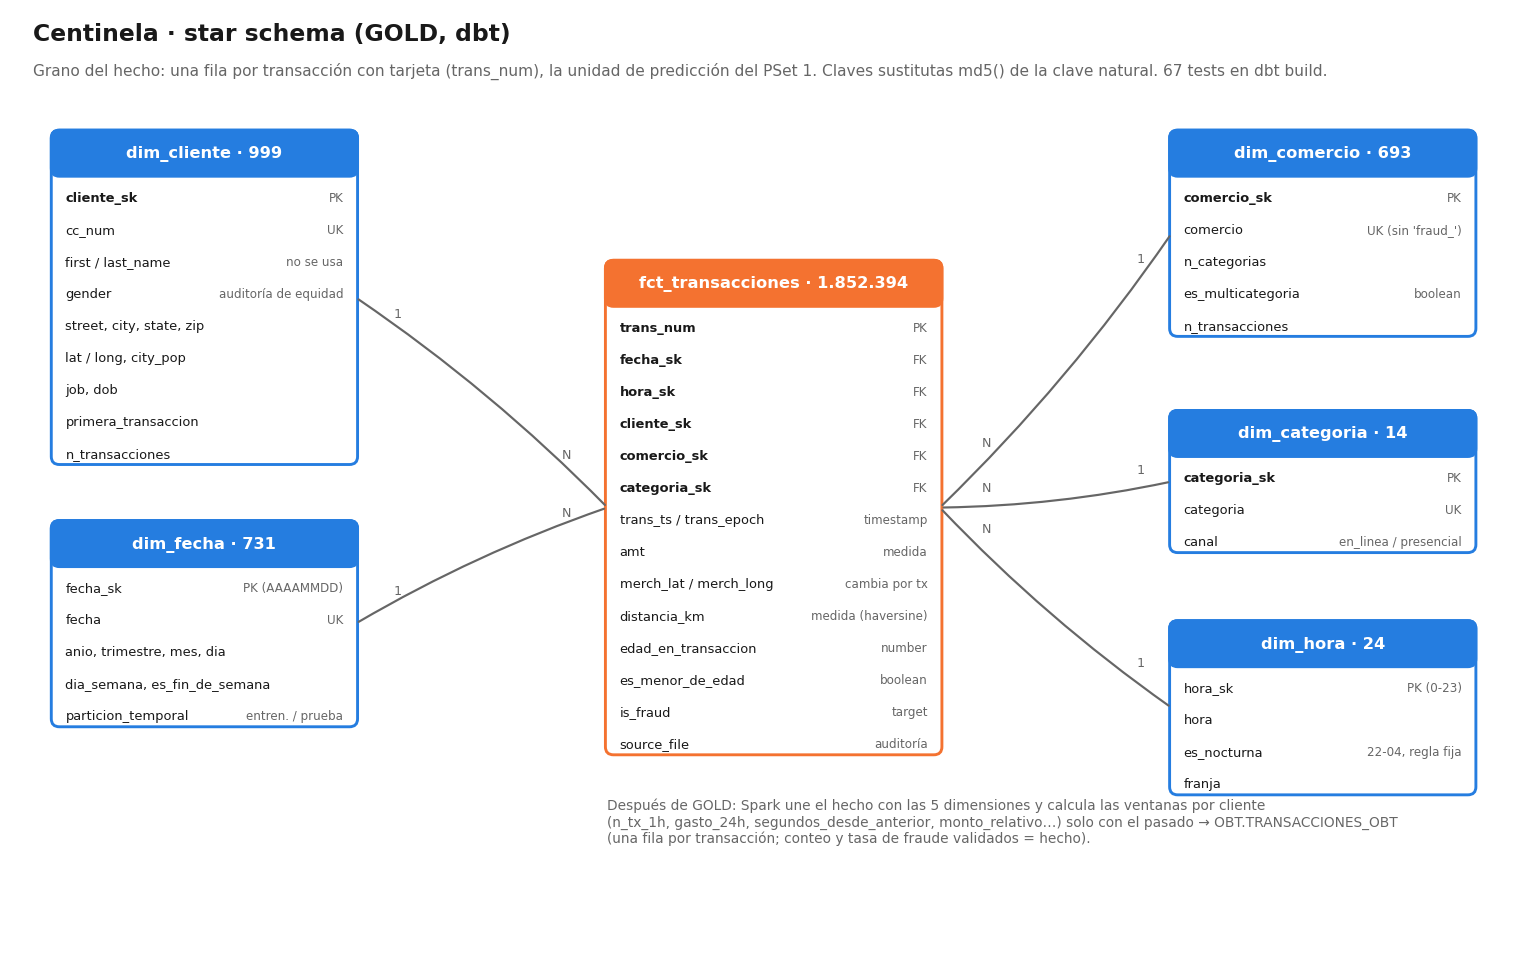 Centinela · star schema (GOLD, dbt)
Grano del hecho: una fila por transacción con tarjeta (trans_num), la unidad de predicción del PSet 1. Claves sustitutas md5() de la clave natural. 67 tests en dbt build.
dim_cliente · 999
cliente_sk PK
cc_num UK
first / last_name no se usa
gender auditoría de equidad
street, city, state, zip
lat / long, city_pop
job, dob
primera_transaccion
n_transacciones
dim_fecha · 731
fecha_sk PK (AAAAMMDD)
fecha UK
anio, trimestre, mes, dia
dia_semana, es_fin_de_semana
particion_temporal entren. / prueba
1
N
N
1
fct_transacciones · 1.852.394
trans_num PK
fecha_sk FK
hora_sk FK
cliente_sk FK
comercio_sk FK
categoria_sk FK
trans_ts / trans_epoch timestamp
amt medida
merch_lat / merch_long cambia por tx
distancia_km medida (haversine)
edad_en_transaccion number
es_menor_de_edad boolean
is_fraud target
source_file auditoría
1
N
1
N
N
1
dim_comercio · 693
comercio_sk PK
comercio UK (sin 'fraud_')
n_categorias
es_multicategoria boolean
n_transacciones
dim_categoria · 14
categoria_sk PK
categoria UK
canal en_linea / presencial
dim_hora · 24
hora_sk PK (0-23)
hora
es_nocturna 22-04, regla fija
franja
Después de GOLD: Spark une el hecho con las 5 dimensiones y calcula las ventanas por cliente
(n_tx_1h, gasto_24h, segundos_desde_anterior, monto_relativo…) solo con el pasado → OBT.TRANSACCIONES_OBT
(una fila por transacción; conteo y tasa de fraude validados = hecho).